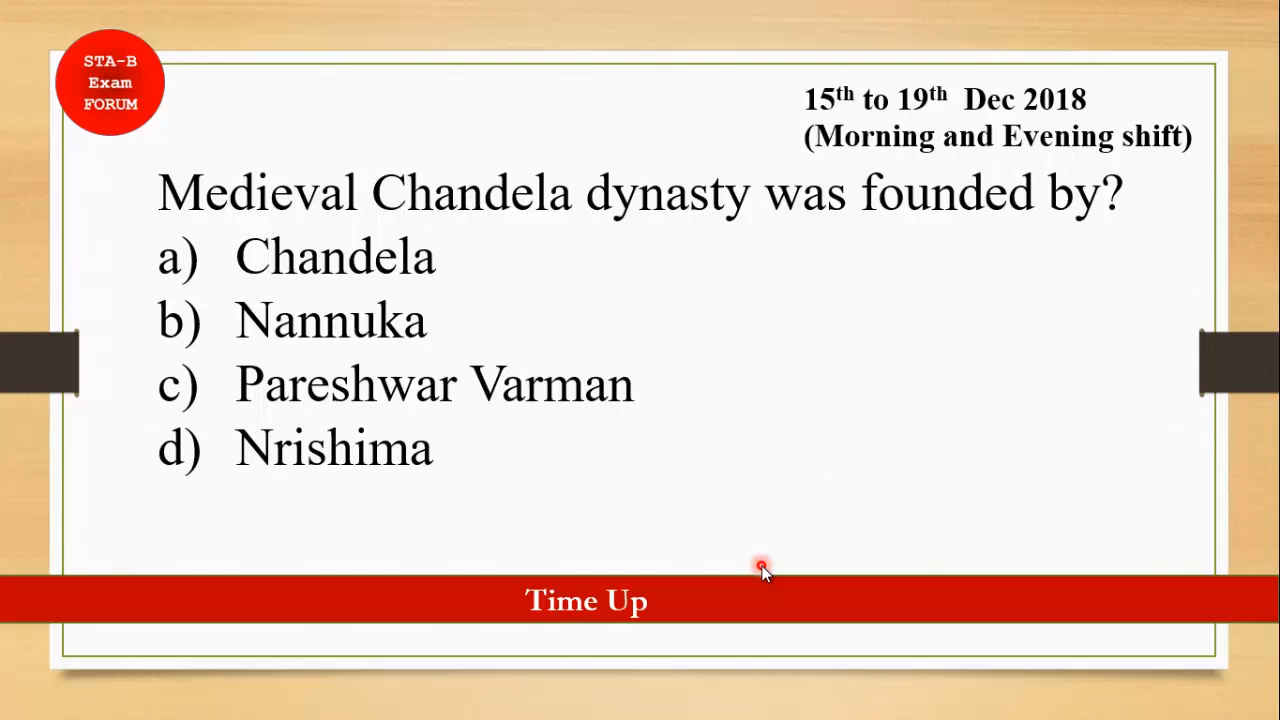 STA-B
Exam
FORUM
15th to 19th Dec 2018
(Morning and Evening shift)
Medieval Chandela dynasty was founded by?
a) Chandela
b) Nannuka
c) Pareshwar Varman
d) Nrishima
Time Up